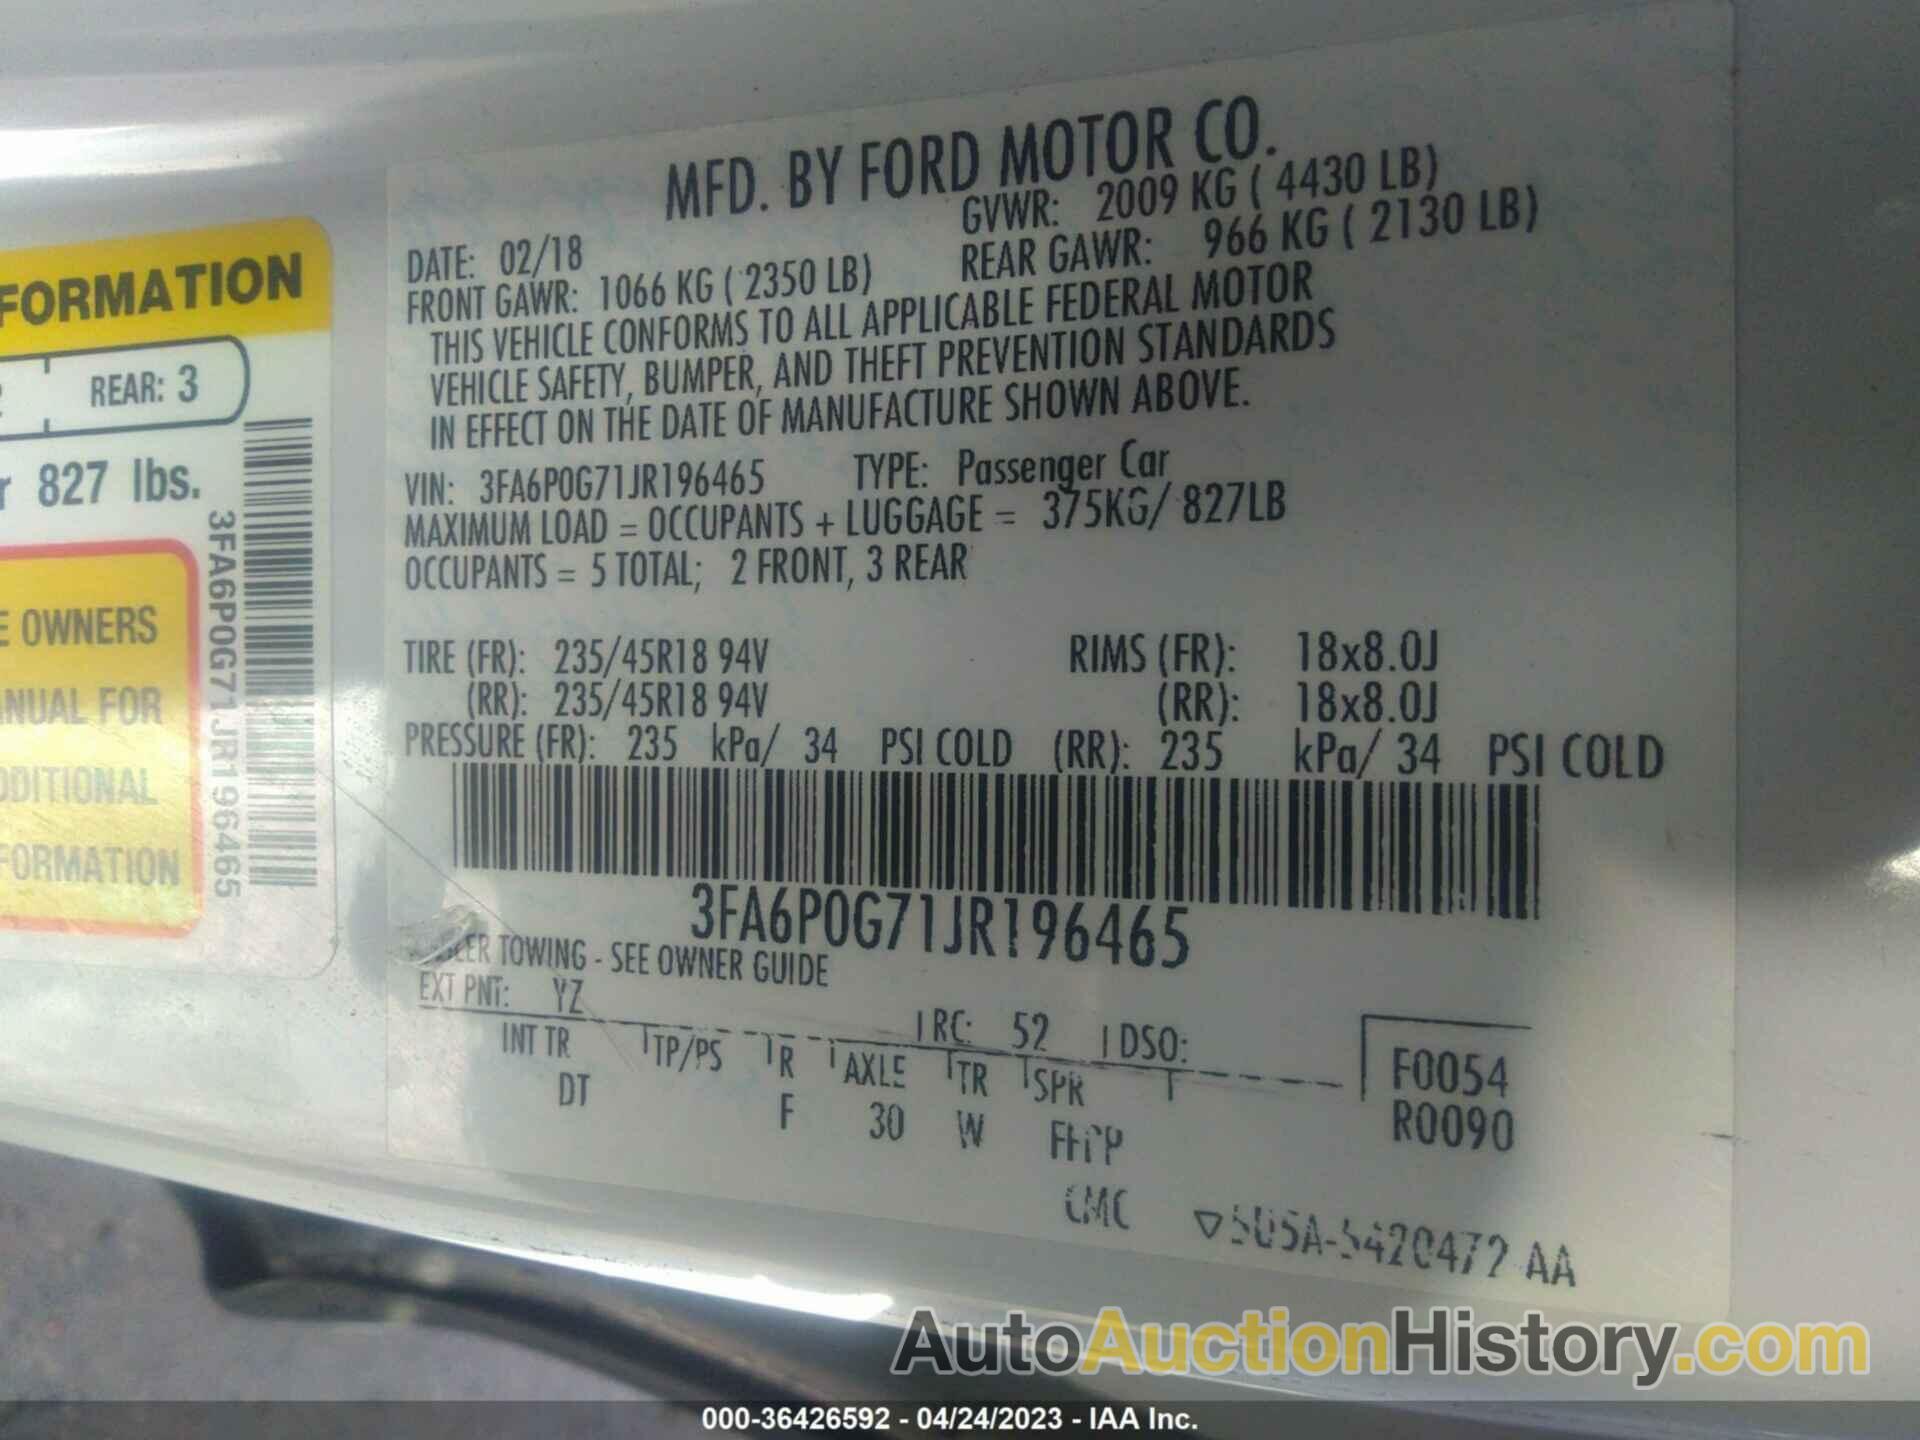 FORMATION
REAR: 3
827 lbs.
3FA6P0G71JR196465
OWNERS
FOR
MFD. BY FORD MOTOR CO.
DATE: 02/18
GVWR: 2009 KG ( 4430 LB)
FRONT GAWR: 1066 KG ( 2350 LB)
REAR GAWR: 966 KG ( 2130 LB)
THIS VEHICLE CONFORMS TO ALL APPLICABLE FEDERAL MOTOR
VEHICLE SAFETY, BUMPER, AND THEFT PREVENTION STANDARDS
IN EFFECT ON THE DATE OF MANUFACTURE SHOWN ABOVE.
VIN: 3FA6P0G71JR196465 TYPE: Passenger Car
MAXIMUM LOAD = OCCUPANTS + LUGGAGE = 375KG/ 827LB
OCCUPANTS = 5 TOTAL; 2 FRONT, 3 REAR
TIRE (FR): 235/45R18 94V RIMS (FR): 18x8.0J
(RR): 235/45R18 94V (RR): 18x8.0J
PRESSURE (FR): 235 kPa/ 34 PSI COLD (RR): 235 kPa/ 34 PSI COLD
3FA6P0G71JR196465
TOWING - SEE OWNER GUIDE
EXT PNT: YZ RC: 52 DSO:
INT TR TP/PS R AXLE TR SPR F0054
DT F 30 W R0090
AA
AutoAuctionHistory.com
000-36426592 - 04/24/2023 - IAA Inc.